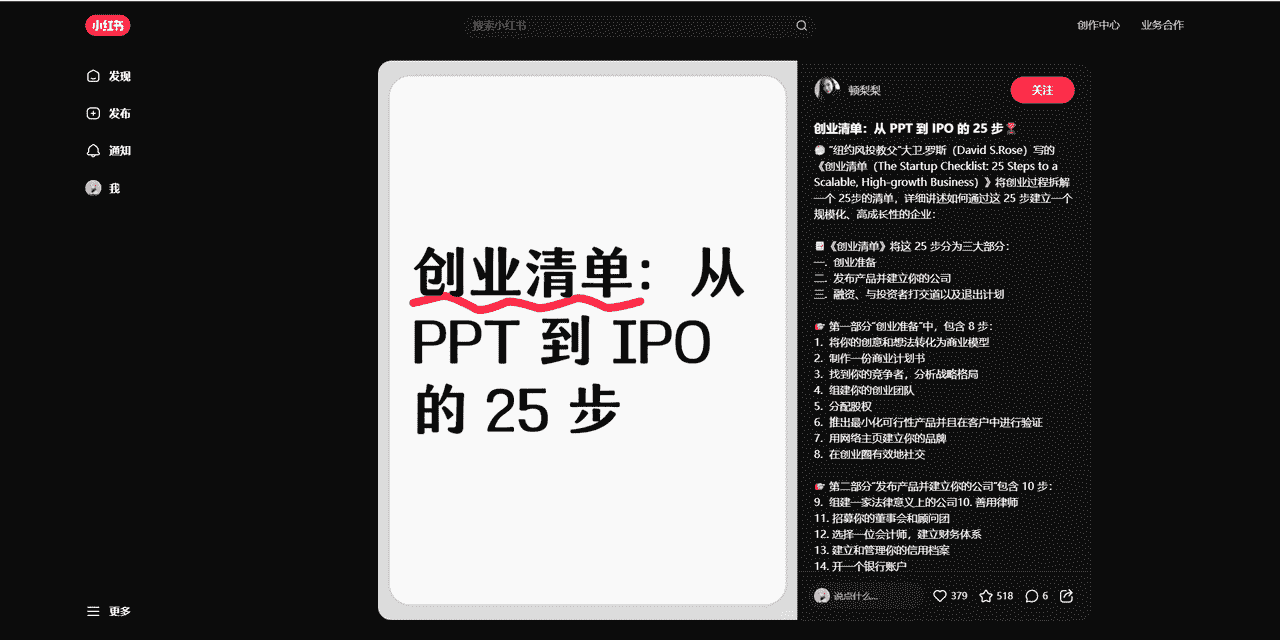 小红书
搜索小红书
创作中心 业务合作
发现
发布
通知
我
更多
创业清单：从
PPT 到 IPO
的 25 步
顿梨梨
关注
创业清单：从 PPT 到 IPO 的 25 步
“纽约风投教父”大卫.罗斯（David S.Rose）写的
《创业清单（The Startup Checklist: 25 Steps to a
Scalable, High-growth Business）》将创业过程拆解
一个 25步的清单，详细讲述如何通过这 25 步建立一个
规模化、高成长性的企业：
《创业清单》将这 25 步分为三大部分：
一. 创业准备
二. 发布产品并建立你的公司
三. 融资、与投资者打交道以及退出计划
第一部分“创业准备”中，包含 8 步：
1. 将你的创意和想法转化为商业模型
2. 制作一份商业计划书
3. 找到你的竞争者，分析战略格局
4. 组建你的创业团队
5. 分配股权
6. 推出最小化可行性产品并且在客户中进行验证
7. 用网络主页建立你的品牌
8. 在创业圈有效地社交
第二部分“发布产品并建立你的公司”包含 10 步：
9. 组建一家法律意义上的公司10. 善用律师
11. 招募你的董事会和顾问团
12. 选择一位会计师，建立财务体系
13. 建立和管理你的信用档案
14. 开一个银行账户
说点什么...
379 518 6